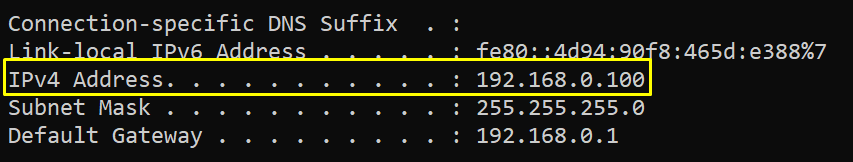 Connection-specific DNS Suffix  . :
Link-local IPv6 Address . . . . . : fe80::4d94:90f8:465d:e388%7
IPv4 Address. . . . . . . . . . . : 192.168.0.100
Subnet Mask . . . . . . . . . . . : 255.255.255.0
Default Gateway . . . . . . . . . : 192.168.0.1